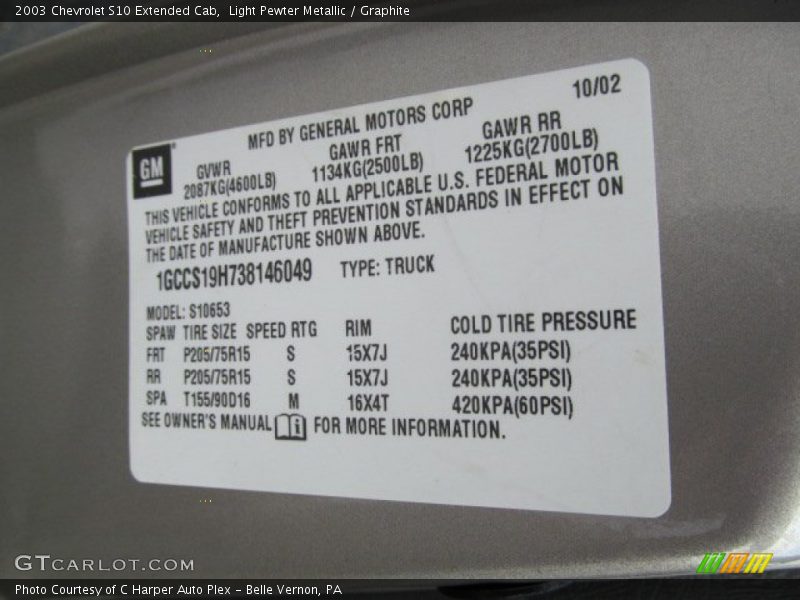 2003 Chevrolet S10 Extended Cab,  Light Pewter Metallic / Graphite
10/02
MFD BY GENERAL MOTORS CORP
GM
GVWR GAWR FRT GAWR RR
2087KG(4600LB) 1134KG(2500LB) 1225KG(2700LB)
THIS VEHICLE CONFORMS TO ALL APPLICABLE U.S. FEDERAL MOTOR
VEHICLE SAFETY AND THEFT PREVENTION STANDARDS IN EFFECT ON
THE DATE OF MANUFACTURE SHOWN ABOVE.
1GCCS19H738146049 TYPE: TRUCK
MODEL: S10653
SPAW TIRE SIZE SPEED RTG RIM COLD TIRE PRESSURE
FRT P205/75R15 S 15X7J 240KPA(35PSI)
RR P205/75R15 S 15X7J 240KPA(35PSI)
SPA T155/90D16 M 16X4T 420KPA(60PSI)
SEE OWNER'S MANUAL FOR MORE INFORMATION.
GTCARLOT.COM
Photo Courtesy of C Harper Auto Plex – Belle Vernon, PA